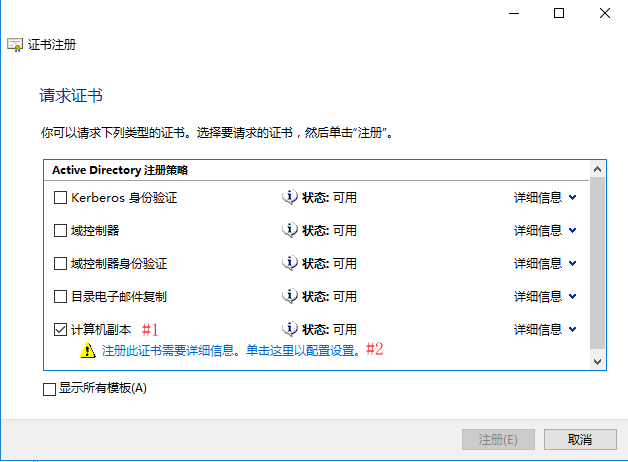 证书注册
请求证书
你可以请求下列类型的证书。选择要请求的证书，然后单击“注册”。
Active Directory 注册策略
Kerberos 身份验证 状态: 可用 详细信息
域控制器 状态: 可用 详细信息
域控制器身份验证 状态: 可用 详细信息
目录电子邮件复制 状态: 可用 详细信息
计算机副本 #1 状态: 可用 详细信息
注册此证书需要详细信息。单击这里以配置设置。#2
显示所有模板(A)
注册(E) 取消